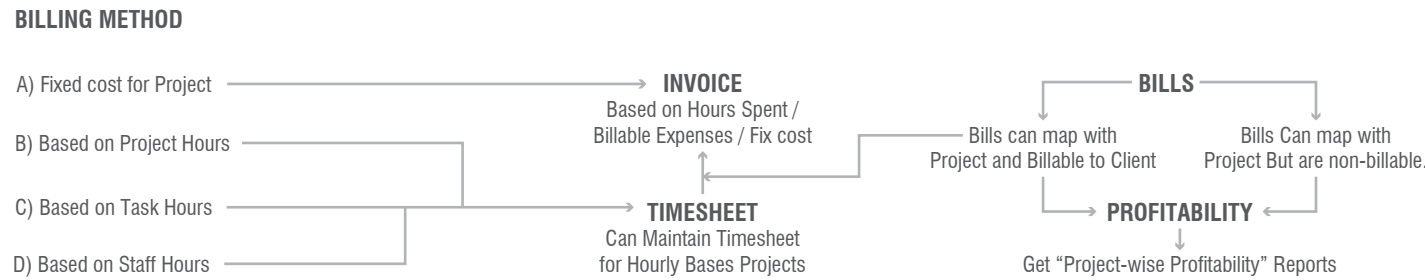 BILLING METHOD
A) Fixed cost for Project
B) Based on Project Hours
C) Based on Task Hours
D) Based on Staff Hours
INVOICE
Based on Hours Spent /
Billable Expenses / Fix cost
TIMESHEET
Can Maintain Timesheet
for Hourly Bases Projects
BILLS
Bills can map with
Project and Billable to Client
Bills Can map with
Project But are non-billable.
PROFITABILITY
Get “Project-wise Profitability” Reports